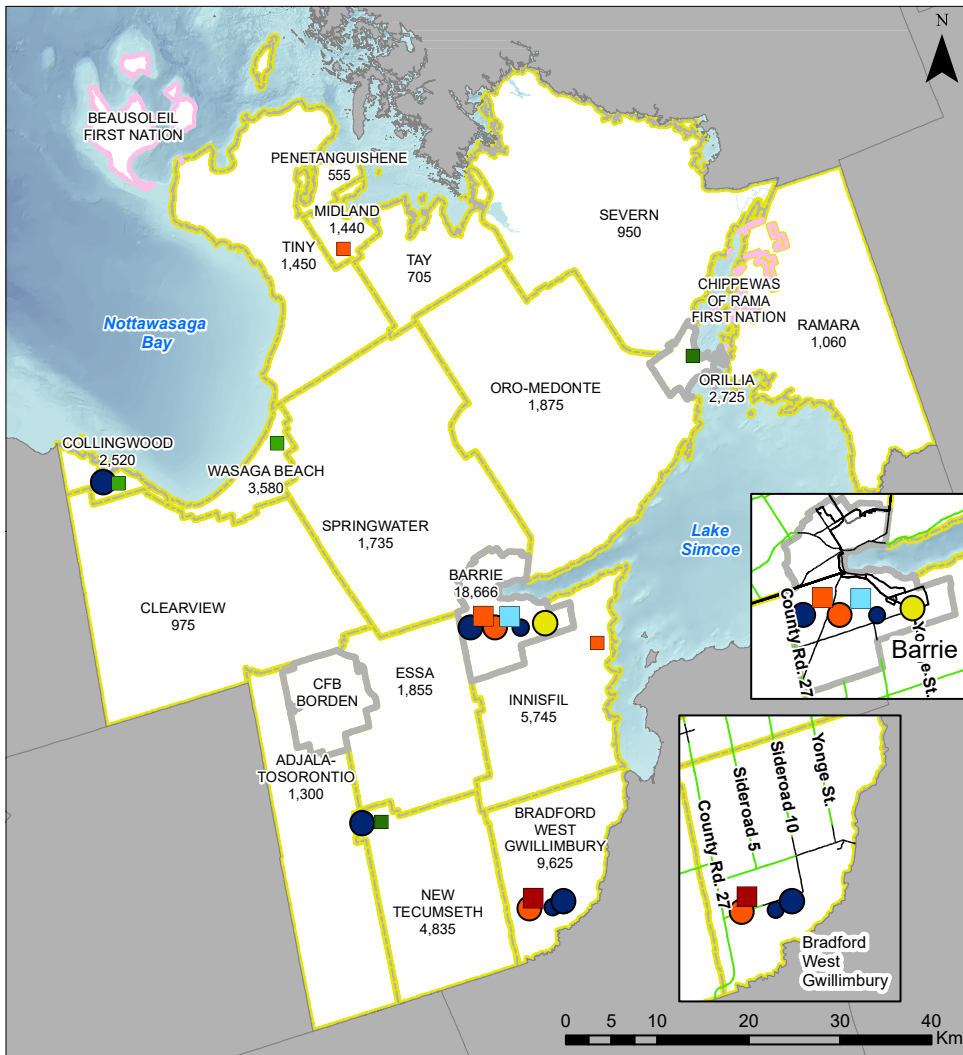 N
BEAUSOLEIL
FIRST NATION
PENETANGUISHENE
555
MIDLAND
1,440
TINY
1,450
TAY
705
SEVERN
950
CHIPPEWAS
OF RAMA
FIRST NATION
RAMARA
1,060
Nottawasaga
Bay
ORO-MEDONTE
1,875
ORILLIA
2,725
COLLINGWOOD
2,520
WASAGA BEACH
3,580
SPRINGWATER
1,735
Lake
Simcoe
BARRIE
18,666
CLEARVIEW
975
ESSA
1,855
CFB
BORDEN
INNISFIL
5,745
County Rd. 27
Yonge St.
Barrie
ADJALA-
TOSORONTIO
1,300
BRADFORD
WEST
GWILLIMBURY
9,625
NEW
TECUMSETH
4,835
County Rd. 27
Sideroad 5
Sideroad 10
Yonge St.
Bradford
West
Gwillimbury
0 5 10 20 30 40
Km